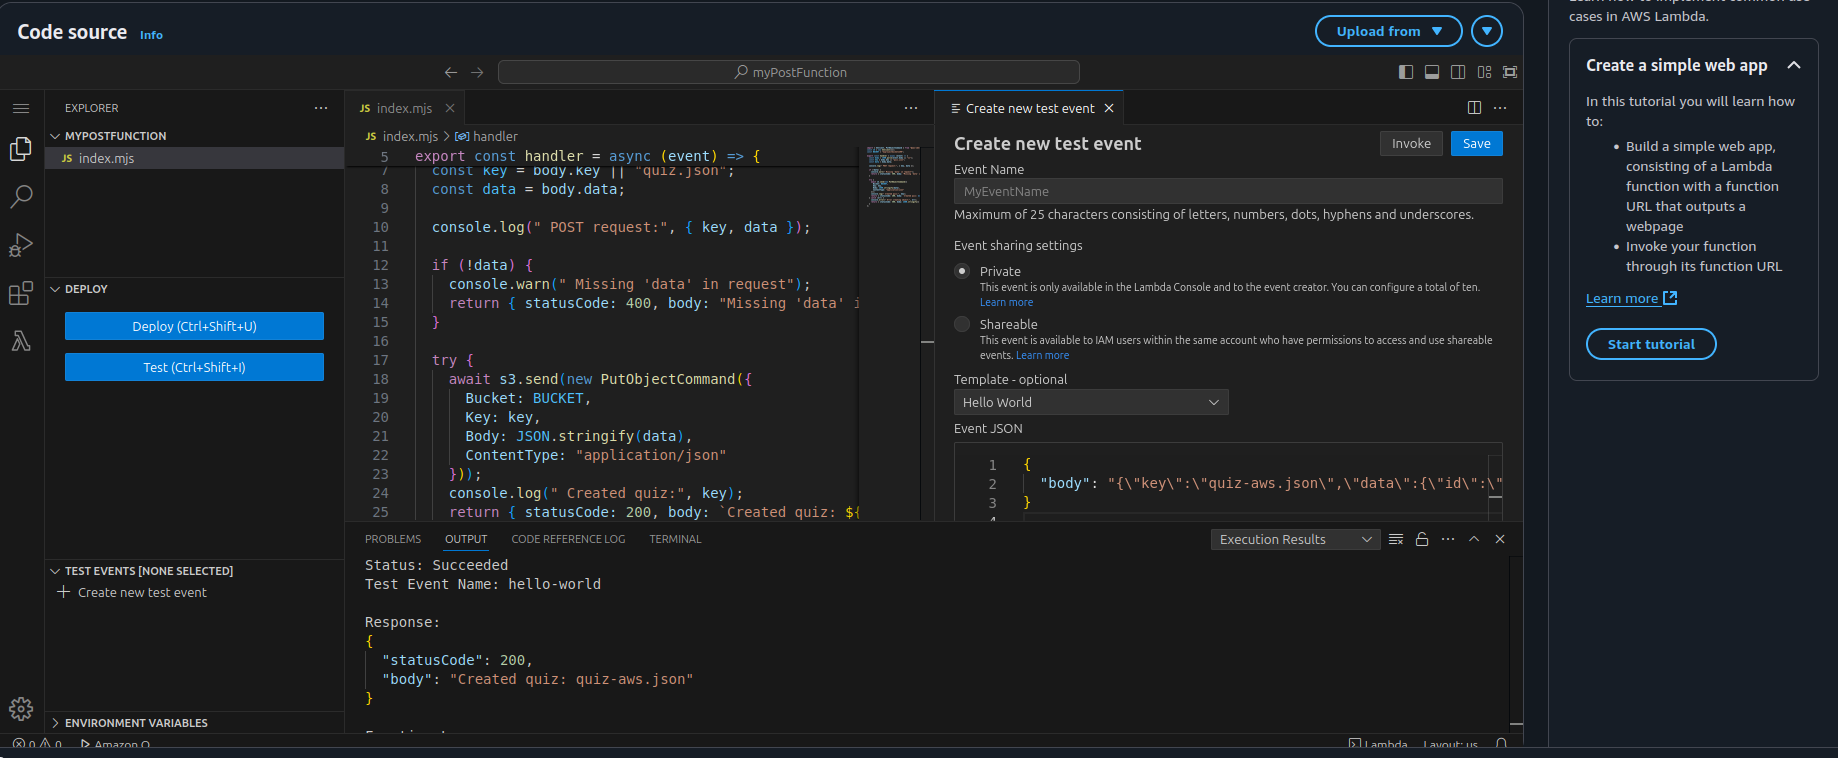 Code source Info
Upload from
cases in AWS Lambda.
Create a simple web app
In this tutorial you will learn how
to:
Build a simple web app,
consisting of a Lambda
function with a function
URL that outputs a
webpage
Invoke your function
through its function URL
Learn more
Start tutorial
myPostFunction
EXPLORER
MYPOSTFUNCTION
JS index.mjs
DEPLOY
Deploy (Ctrl+Shift+U)
Test (Ctrl+Shift+I)
TEST EVENTS [NONE SELECTED]
Create new test event
ENVIRONMENT VARIABLES
JS index.mjs
JS index.mjs > handler
5 export const handler = async (event) => {
7 const key = body.key || "quiz.json";
8 const data = body.data;
9
10 console.log(" POST request:", { key, data });
11
12 if (!data) {
13 console.warn(" Missing 'data' in request");
14 return { statusCode: 400, body: "Missing 'data' i
15 }
16
17 try {
18 await s3.send(new PutObjectCommand({
19 Bucket: BUCKET,
20 Key: key,
21 Body: JSON.stringify(data),
22 ContentType: "application/json"
23 }));
24 console.log(" Created quiz:", key);
25 return { statusCode: 200, body: `Created quiz: ${
Create new test event
Create new test event
Invoke
Save
Event Name
MyEventName
Maximum of 25 characters consisting of letters, numbers, dots, hyphens and underscores.
Event sharing settings
Private
This event is only available in the Lambda Console and to the event creator. You can configure a total of ten.
Learn more
Shareable
This event is available to IAM users within the same account who have permissions to access and use shareable
events. Learn more
Template - optional
Hello World
Event JSON
1 {
2 "body": "{\"key\":\"quiz-aws.json\",\"data\":{\"id\":\"
3 }
4
PROBLEMS OUTPUT CODE REFERENCE LOG TERMINAL
Execution Results
Status: Succeeded
Test Event Name: hello-world
Response:
{
"statusCode": 200,
"body": "Created quiz: quiz-aws.json"
}
0 0 Amazon Q
Lambda Layout: us